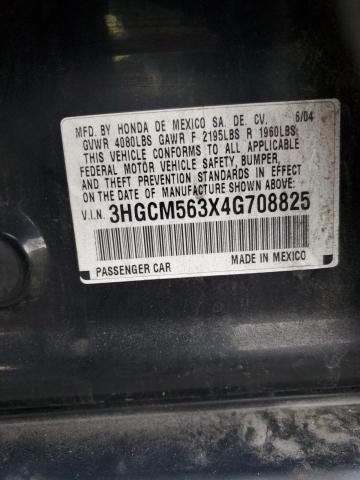 MFD. BY HONDA DE MEXICO SA. DE. CV. 6/04
GVWR 4080LBS GAWR F 2195LBS R 1960LBS
THIS VEHICLE CONFORMS TO ALL APPLICABLE
FEDERAL MOTOR VEHICLE SAFETY, BUMPER,
AND THEFT PREVENTION STANDARDS IN EFFECT
ON THE DATE OF MANUFACTURE SHOWN ABOVE.
V.I.N. 3HGCM563X4G708825
PASSENGER CAR MADE IN MEXICO